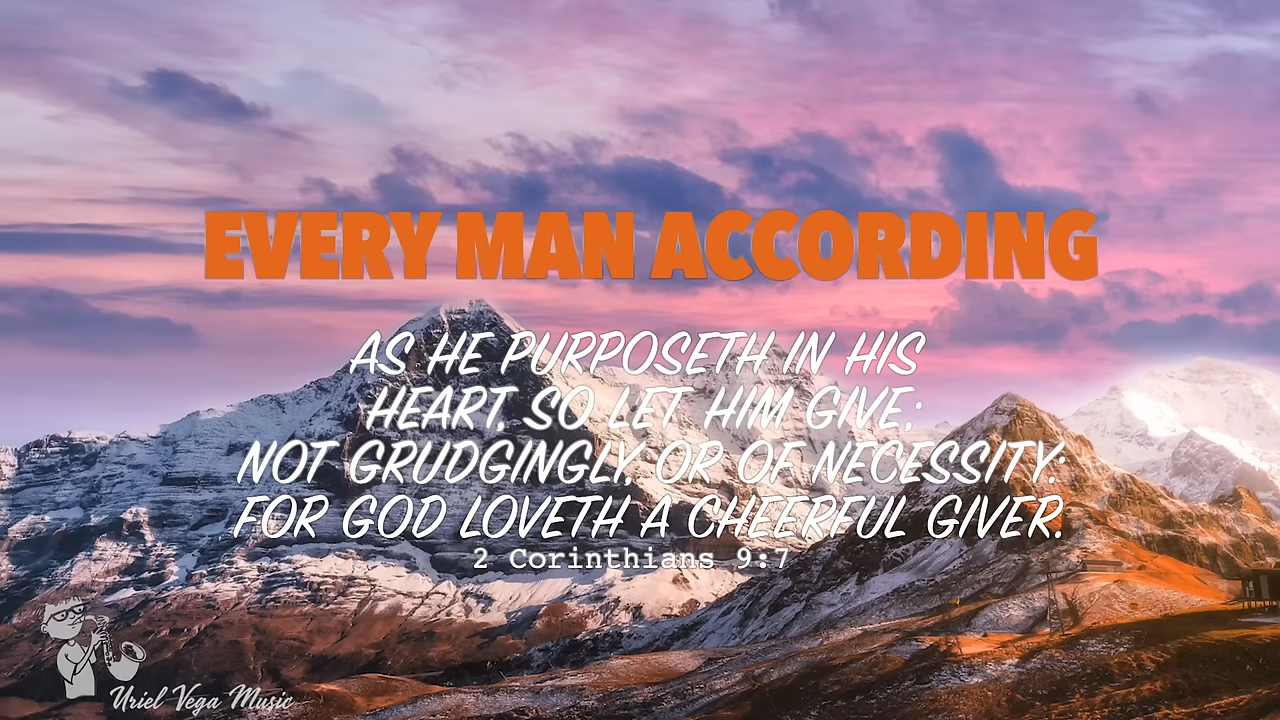 EVERY MAN ACCORDING
AS HE PURPOSETH IN HIS
HEART, SO LET HIM GIVE;
NOT GRUDGINGLY, OR OF NECESSITY:
FOR GOD LOVETH A CHEERFUL GIVER.
2 Corinthians 9:7
Uriel Vega Music